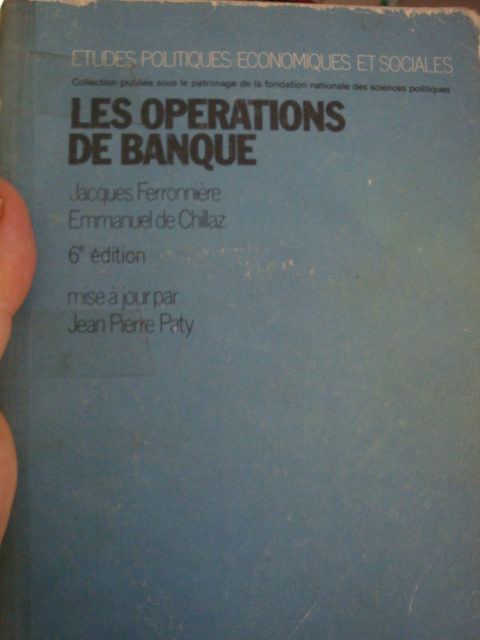 ETUDES POLITIQUES ECONOMIQUES ET SOCIALES
Collection publiée sous le patronage de la fondation nationale des sciences politiques
LES OPERATIONS
DE BANQUE
Jacques Ferronnière
Emmanuel de Chillaz
6e édition
mise à jour par
Jean Pierre Paty